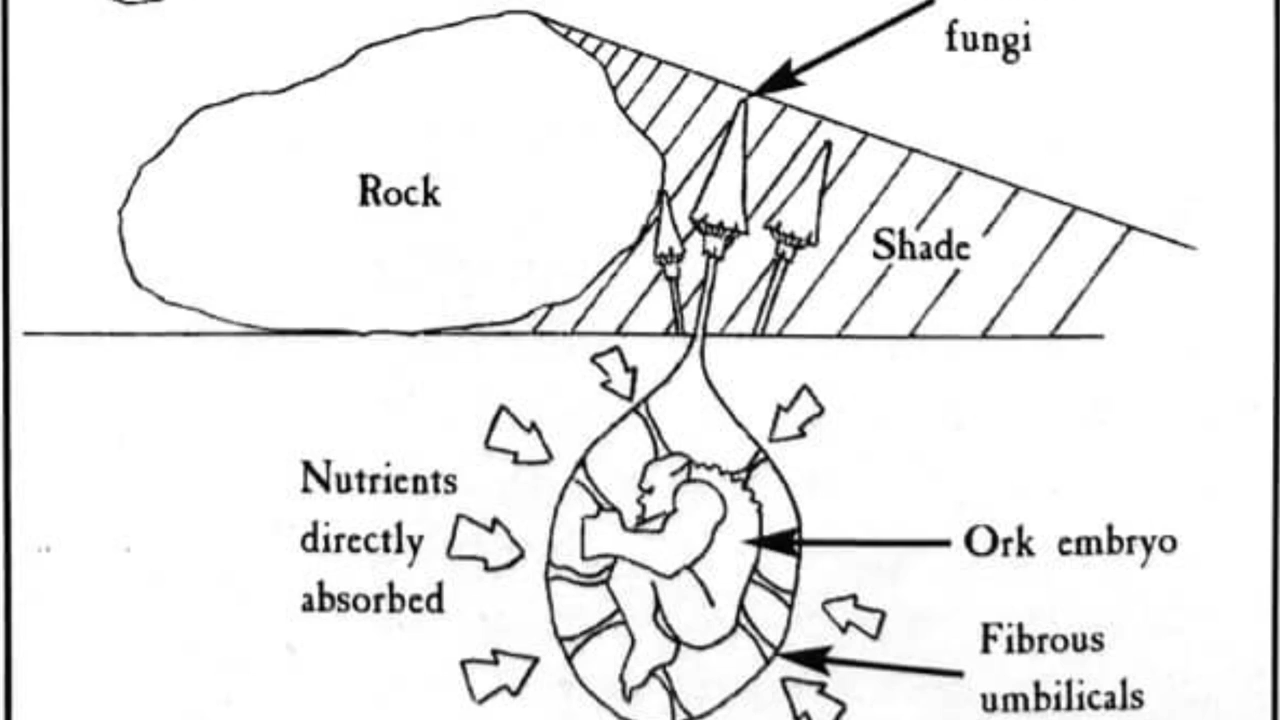 fungi
Rock
Shade
Nutrients
directly
absorbed
Ork embryo
Fibrous
umbilicals